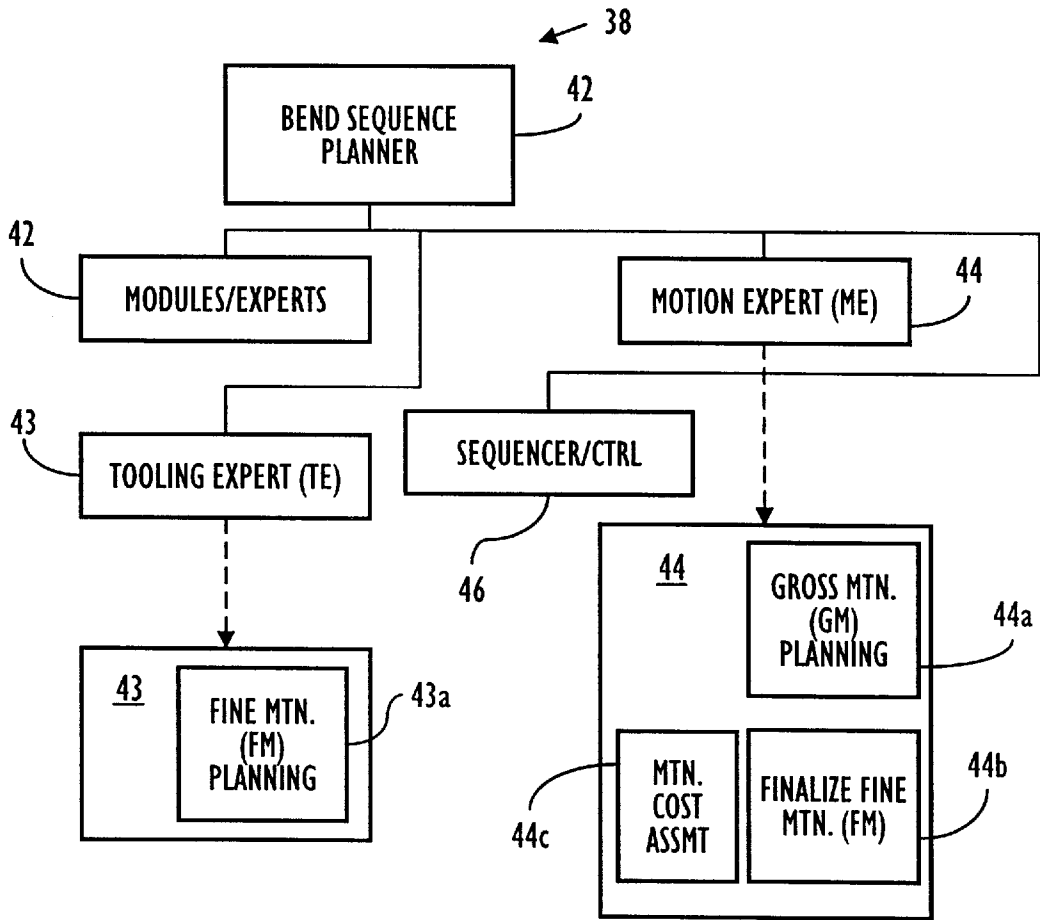 38
BEND SEQUENCE
PLANNER
42
42
MODULES/EXPERTS
MOTION EXPERT (ME)
44
43
TOOLING EXPERT (TE)
SEQUENCER/CTRL
46
43
FINE MTN.
(FM)
PLANNING
43a
44
GROSS MTN.
(GM)
PLANNING
44a
MTN.
COST
ASSMT
44c
FINALIZE FINE
MTN. (FM)
44b